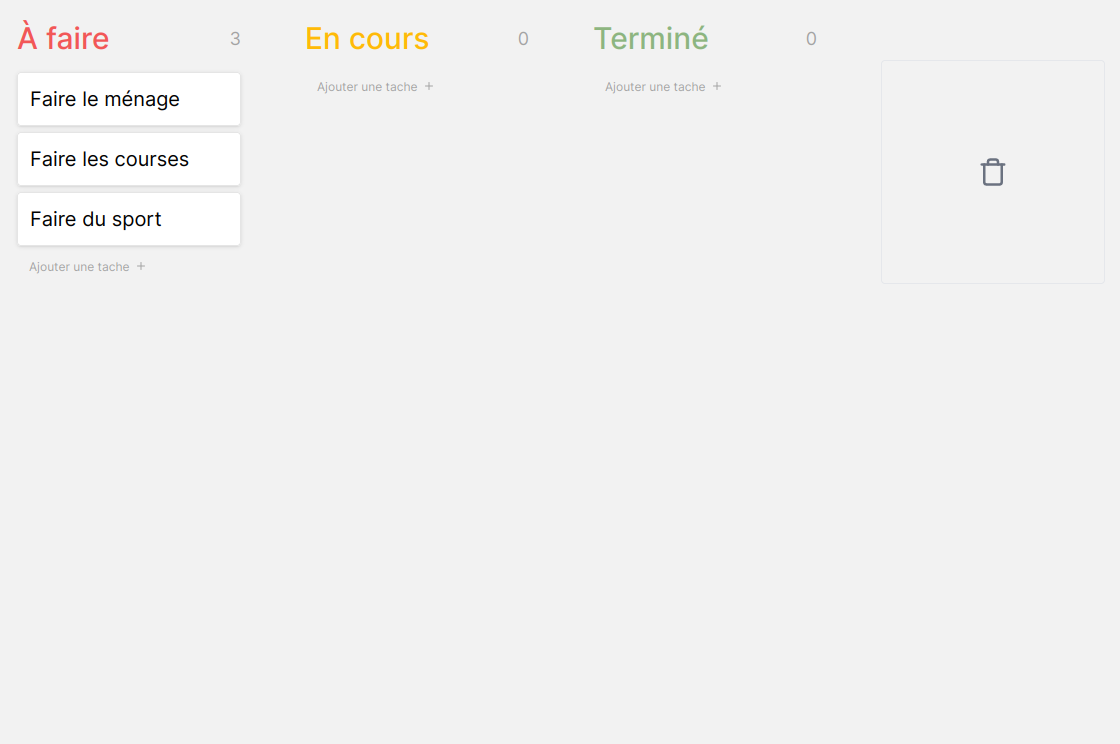 À faire 3
Faire le ménage
Faire les courses
Faire du sport
Ajouter une tache +
En cours 0
Ajouter une tache +
Terminé 0
Ajouter une tache +